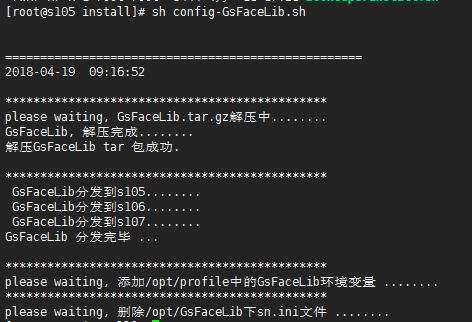 [root@s105 install]# sh config-GsFaceLib.sh
===================================================
2018-04-19  09:16:52
**********************************************
please waiting, GsFaceLib.tar.gz解压中........
GsFaceLib, 解压完成........
解压GsFaceLib tar 包成功.
**********************************************
 GsFaceLib分发到s105........
 GsFaceLib分发到s106........
 GsFaceLib分发到s107........
GsFaceLib 分发完毕 ...
**********************************************
please waiting, 添加/opt/profile中的GsFaceLib环境变量 ........
**********************************************
please waiting, 删除/opt/GsFaceLib下sn.ini文件 ........